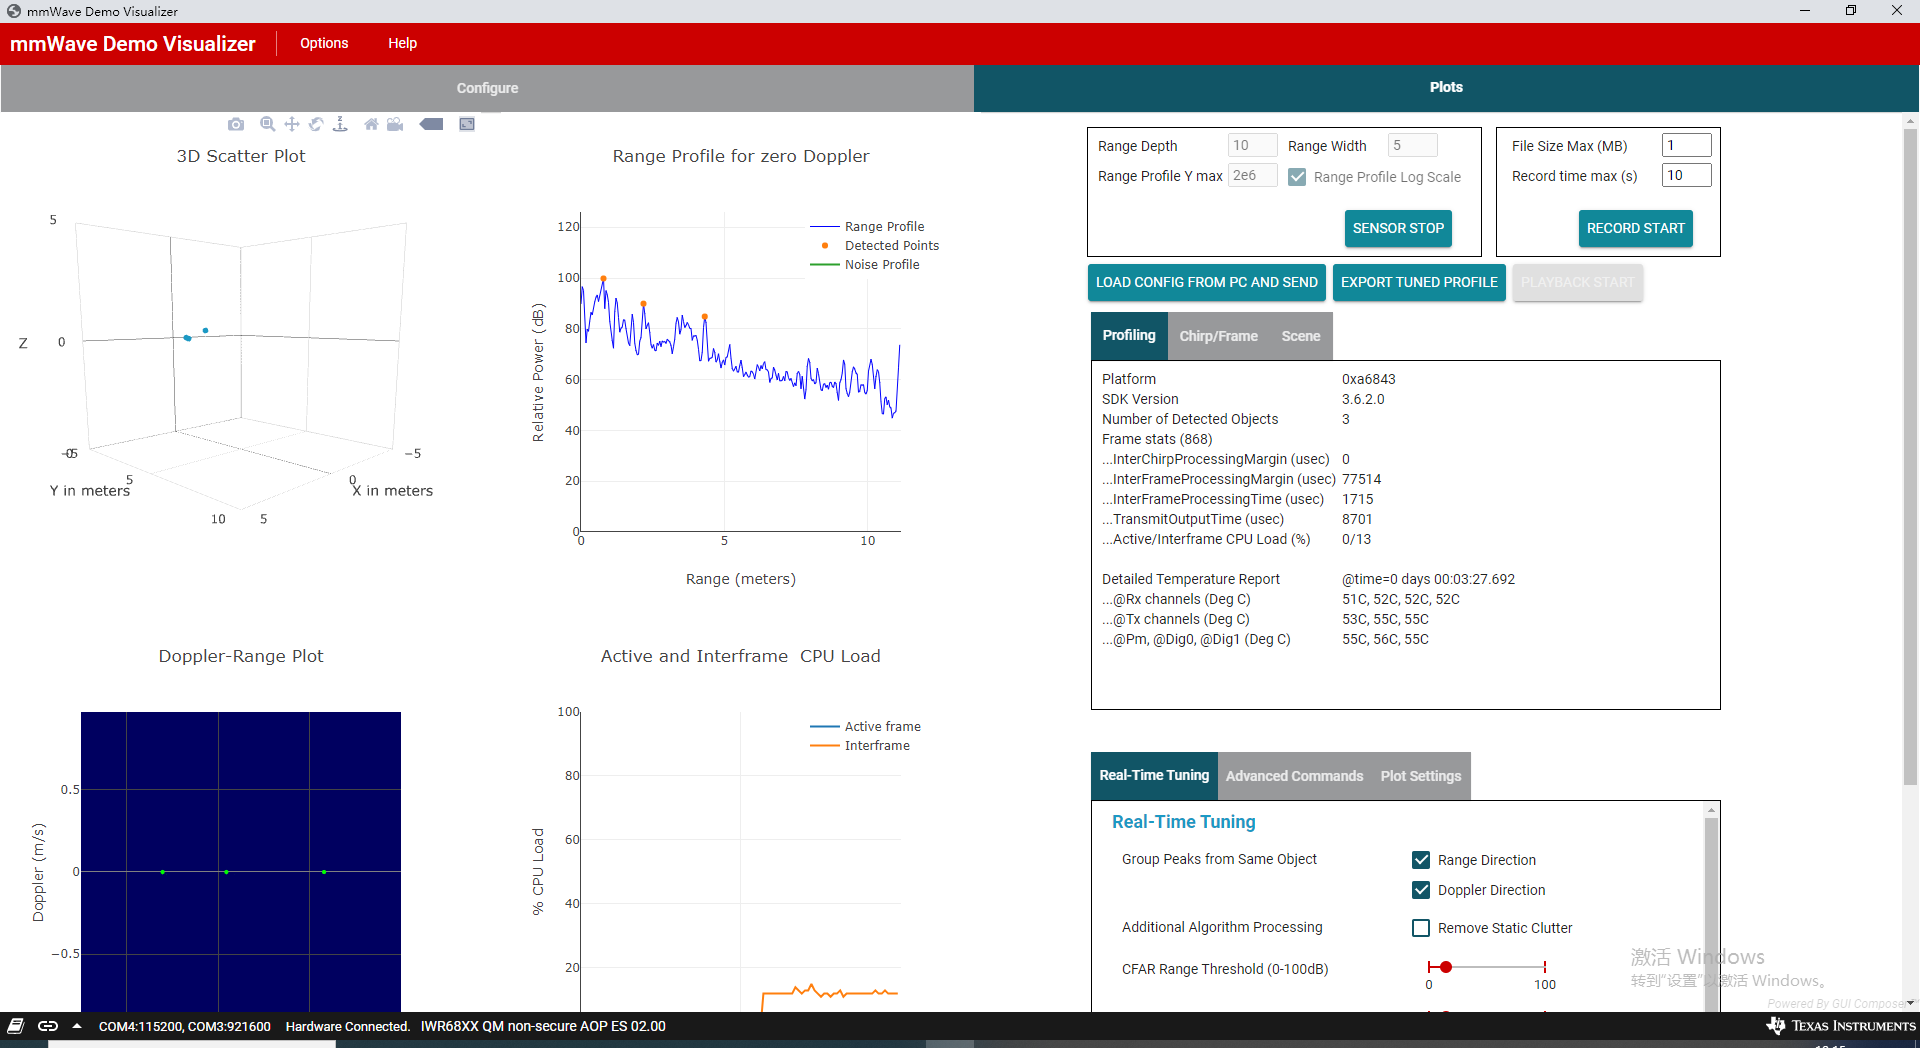 mmWave Demo Visualizer
mmWave Demo Visualizer Options Help
Configure Plots
3D Scatter Plot
5
Z 0
-5
0
5
-5
0
Y in meters
X in meters
10
5
Range Profile for zero Doppler
120
100
80
60
40
20
0
Relative Power (dB)
0 5 10
Range (meters)
Range Profile
Detected Points
Noise Profile
Doppler-Range Plot
0.5
0
−0.5
Doppler (m/s)
Active and Interframe CPU Load
100
80
60
40
20
% CPU Load
Active frame
Interframe
Range Depth 10 Range Width 5
Range Profile Y max 2e6 Range Profile Log Scale
SENSOR STOP
File Size Max (MB) 1
Record time max (s) 10
RECORD START
LOAD CONFIG FROM PC AND SEND EXPORT TUNED PROFILE PLAYBACK START
Profiling Chirp/Frame Scene
Platform 0xa6843
SDK Version 3.6.2.0
Number of Detected Objects 3
Frame stats (868)
...InterChirpProcessingMargin (usec) 0
...InterFrameProcessingMargin (usec) 77514
...InterFrameProcessingTime (usec) 1715
...TransmitOutputTime (usec) 8701
...Active/Interframe CPU Load (%) 0/13
Detailed Temperature Report @time=0 days 00:03:27.692
...@Rx channels (Deg C) 51C, 52C, 52C, 52C
...@Tx channels (Deg C) 53C, 55C, 55C
...@Pm, @Dig0, @Dig1 (Deg C) 55C, 56C, 55C
Real-Time Tuning Advanced Commands Plot Settings
Real-Time Tuning
Group Peaks from Same Object Range Direction
Doppler Direction
Additional Algorithm Processing Remove Static Clutter
CFAR Range Threshold (0-100dB)
0 100
激活 Windows
转到“设置”以激活 Windows。
Powered By GUI Composer
COM4:115200, COM3:921600 Hardware Connected. IWR68XX QM non-secure AOP ES 02.00
TEXAS INSTRUMENTS